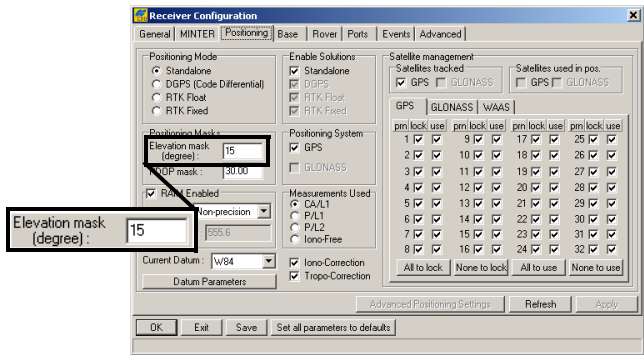 Receiver Configuration
General MINTER Positioning Base Rover Ports Events Advanced
Positioning Mode
Standalone
DGPS (Code Differential)
RTK Float
RTK Fixed
Enable Solutions
Standalone
DGPS
RTK Float
RTK Fixed
Satellite management
Satellites tracked
GPS GLONASS
Satellites used in pos.
GPS GLONASS
GPS GLONASS WAAS
prn lock use prn lock use prn lock use prn lock use
1 9 17 25
2 10 18 26
3 11 19 27
4 12 20 28
5 13 21 29
6 14 22 30
7 15 23 31
8 16 24 32
All to lock None to lock All to use None to use
Positioning Masks
Elevation mask
(degree) : 15
PDOP mask : 30.00
Positioning System
GPS
GLONASS
RAIM Enabled
Non-precision
555.6
Measurements Used
CA/L1
P/L1
P/L2
Iono-Free
Elevation mask
(degree) : 15
Current Datum : W84
Datum Parameters
Iono-Correction
Tropo-Correction
Advanced Positioning Settings Refresh Apply
OK Exit Save Set all parameters to defaults